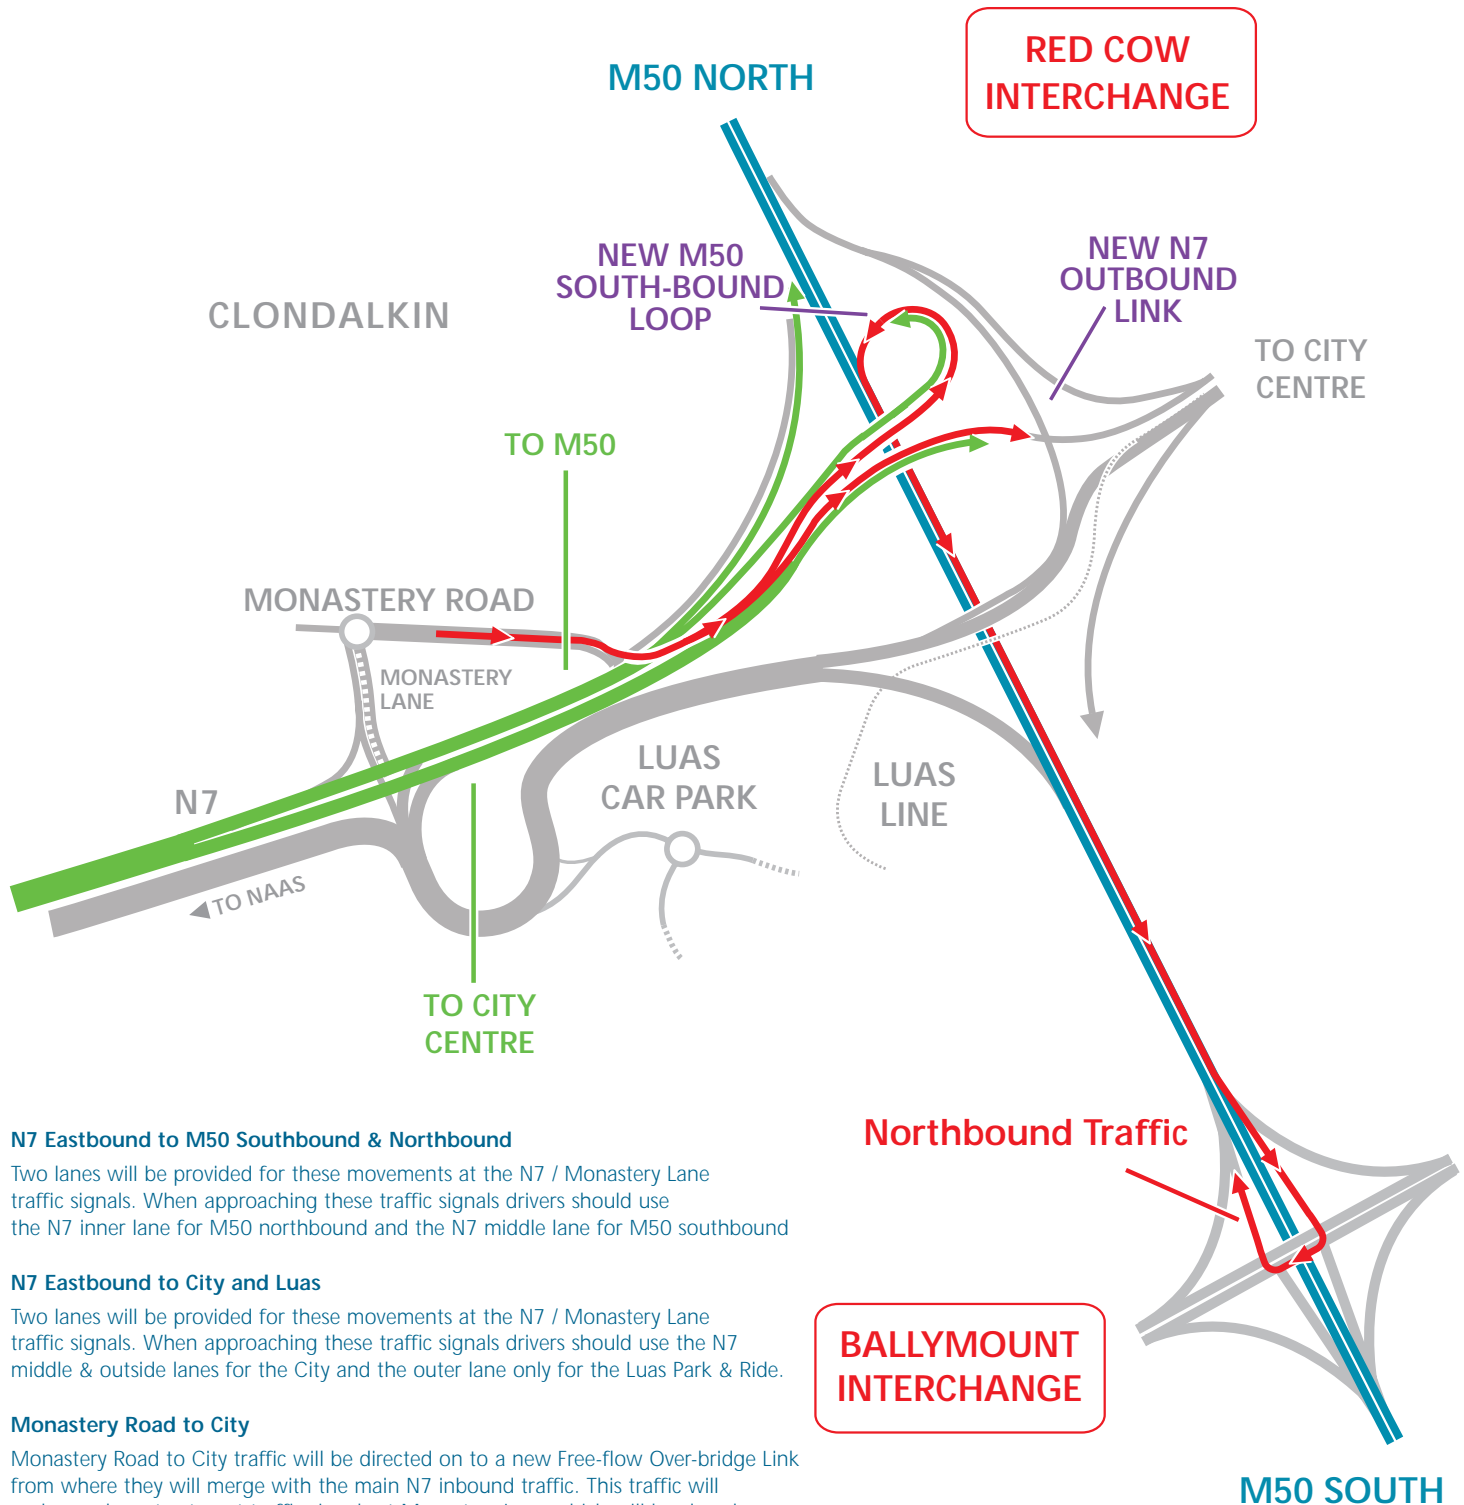 RED COW
INTERCHANGE
M50 NORTH
NEW M50
SOUTH-BOUND
LOOP
NEW N7
OUTBOUND
LINK
CLONDALKIN
TO CITY
CENTRE
TO M50
MONASTERY ROAD
MONASTERY
LANE
LUAS
CAR PARK
LUAS
LINE
N7
TO NAAS
TO CITY
CENTRE
Northbound Traffic
N7 Eastbound to M50 Southbound & Northbound
Two lanes will be provided for these movements at the N7 / Monastery Lane
traffic signals. When approaching these traffic signals drivers should use
the N7 inner lane for M50 northbound and the N7 middle lane for M50 southbound
N7 Eastbound to City and Luas
Two lanes will be provided for these movements at the N7 / Monastery Lane
traffic signals. When approaching these traffic signals drivers should use the N7
middle & outside lanes for the City and the outer lane only for the Luas Park & Ride.
BALLYMOUNT
INTERCHANGE
Monastery Road to City
Monastery Road to City traffic will be directed on to a new Free-flow Over-bridge Link
from where they will merge with the main N7 inbound traffic. This traffic will
M50 SOUTH